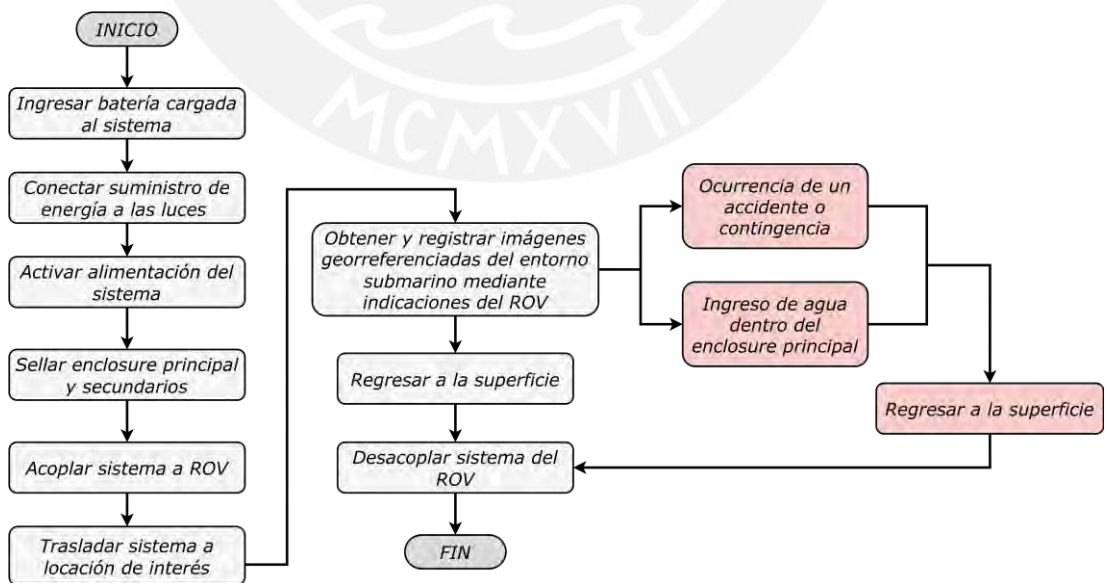 INICIO
Ingresar batería cargada
al sistema
Conectar suministro de
energía a las luces
Activar alimentación del
sistema
Sellar enclosure principal
y secundarios
Acoplar sistema a ROV
Trasladar sistema a
locación de interés
MCMXVII
Obtener y registrar imágenes
georreferenciadas del entorno
submarino mediante
indicaciones del ROV
Regresar a la superficie
Desacoplar sistema del
ROV
FIN
Ocurrencia de un
accidente o
contingencia
Ingreso de agua
dentro del
enclosure principal
Regresar a la superficie